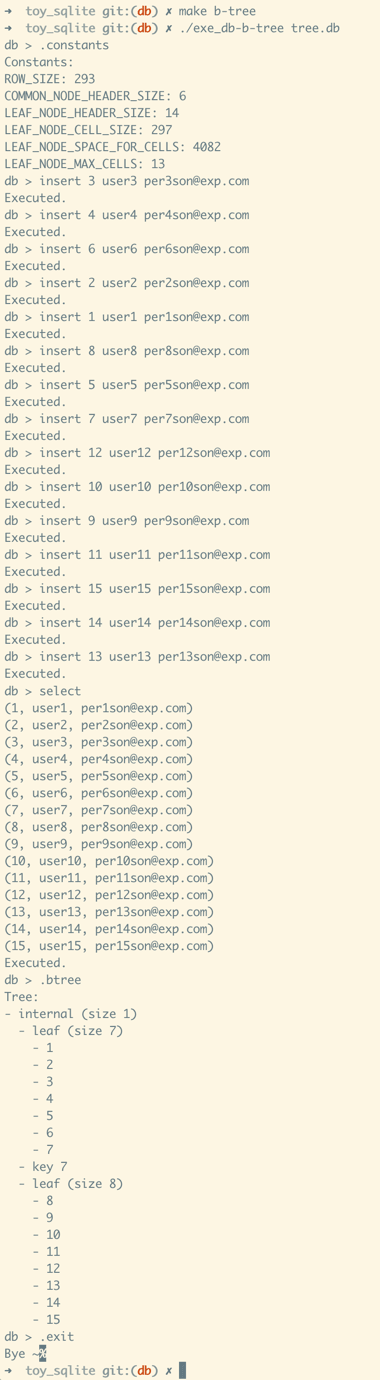 ➜  toy_sqlite git:(db) ✗ make b-tree
➜  toy_sqlite git:(db) ✗ ./exe_db-b-tree tree.db
db > .constants
Constants:
ROW_SIZE: 293
COMMON_NODE_HEADER_SIZE: 6
LEAF_NODE_HEADER_SIZE: 14
LEAF_NODE_CELL_SIZE: 297
LEAF_NODE_SPACE_FOR_CELLS: 4082
LEAF_NODE_MAX_CELLS: 13
db > insert 3 user3 per3son@exp.com
Executed.
db > insert 4 user4 per4son@exp.com
Executed.
db > insert 6 user6 per6son@exp.com
Executed.
db > insert 2 user2 per2son@exp.com
Executed.
db > insert 1 user1 per1son@exp.com
Executed.
db > insert 8 user8 per8son@exp.com
Executed.
db > insert 5 user5 per5son@exp.com
Executed.
db > insert 7 user7 per7son@exp.com
Executed.
db > insert 12 user12 per12son@exp.com
Executed.
db > insert 10 user10 per10son@exp.com
Executed.
db > insert 9 user9 per9son@exp.com
Executed.
db > insert 11 user11 per11son@exp.com
Executed.
db > insert 15 user15 per15son@exp.com
Executed.
db > insert 14 user14 per14son@exp.com
Executed.
db > insert 13 user13 per13son@exp.com
Executed.
db > select
(1, user1, per1son@exp.com)
(2, user2, per2son@exp.com)
(3, user3, per3son@exp.com)
(4, user4, per4son@exp.com)
(5, user5, per5son@exp.com)
(6, user6, per6son@exp.com)
(7, user7, per7son@exp.com)
(8, user8, per8son@exp.com)
(9, user9, per9son@exp.com)
(10, user10, per10son@exp.com)
(11, user11, per11son@exp.com)
(12, user12, per12son@exp.com)
(13, user13, per13son@exp.com)
(14, user14, per14son@exp.com)
(15, user15, per15son@exp.com)
Executed.
db > .btree
Tree:
- internal (size 1)
  - leaf (size 7)
    - 1
    - 2
    - 3
    - 4
    - 5
    - 6
    - 7
  - key 7
  - leaf (size 8)
    - 8
    - 9
    - 10
    - 11
    - 12
    - 13
    - 14
    - 15
db > .exit
Bye ~%
➜  toy_sqlite git:(db) ✗